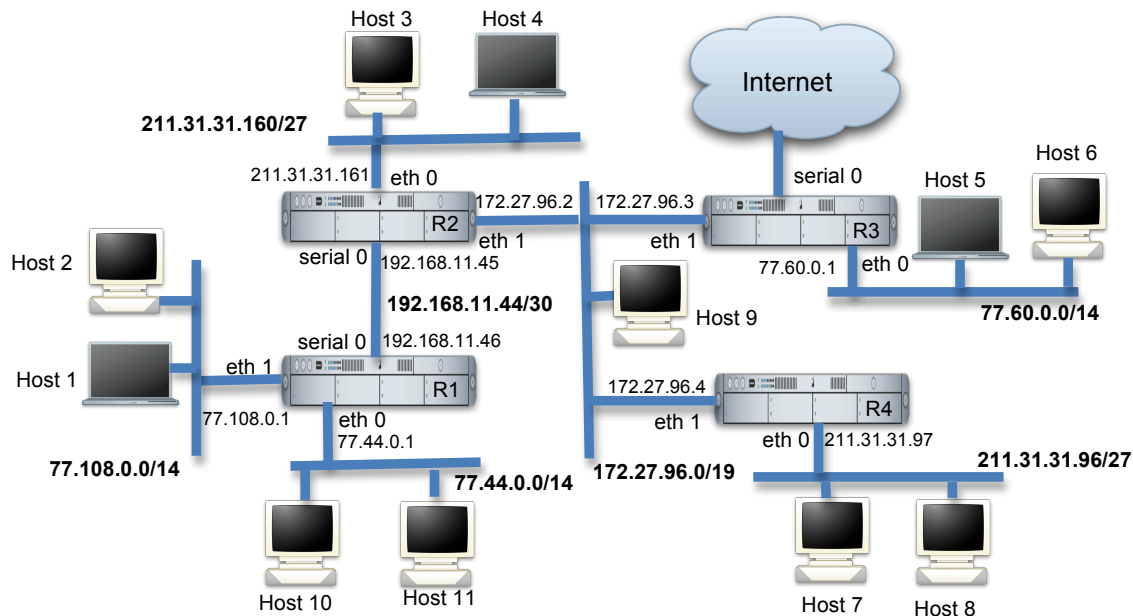 Host 3
Host 4
Internet
211.31.31.160/27
Host 6
211.31.31.161
eth 0
serial 0
Host 5
172.27.96.2
172.27.96.3
R2
R3
eth 1
eth 1
Host 2
serial 0
192.168.11.45
77.60.0.1
eth 0
192.168.11.44/30
Host 9
77.60.0.0/14
serial 0
192.168.11.46
Host 1
eth 1
172.27.96.4
R1
R4
77.108.0.1
eth 0
eth 1
77.44.0.1
eth 0
211.31.31.97
77.108.0.0/14
77.44.0.0/14
172.27.96.0/19
211.31.31.96/27
Host 10
Host 11
Host 7
Host 8